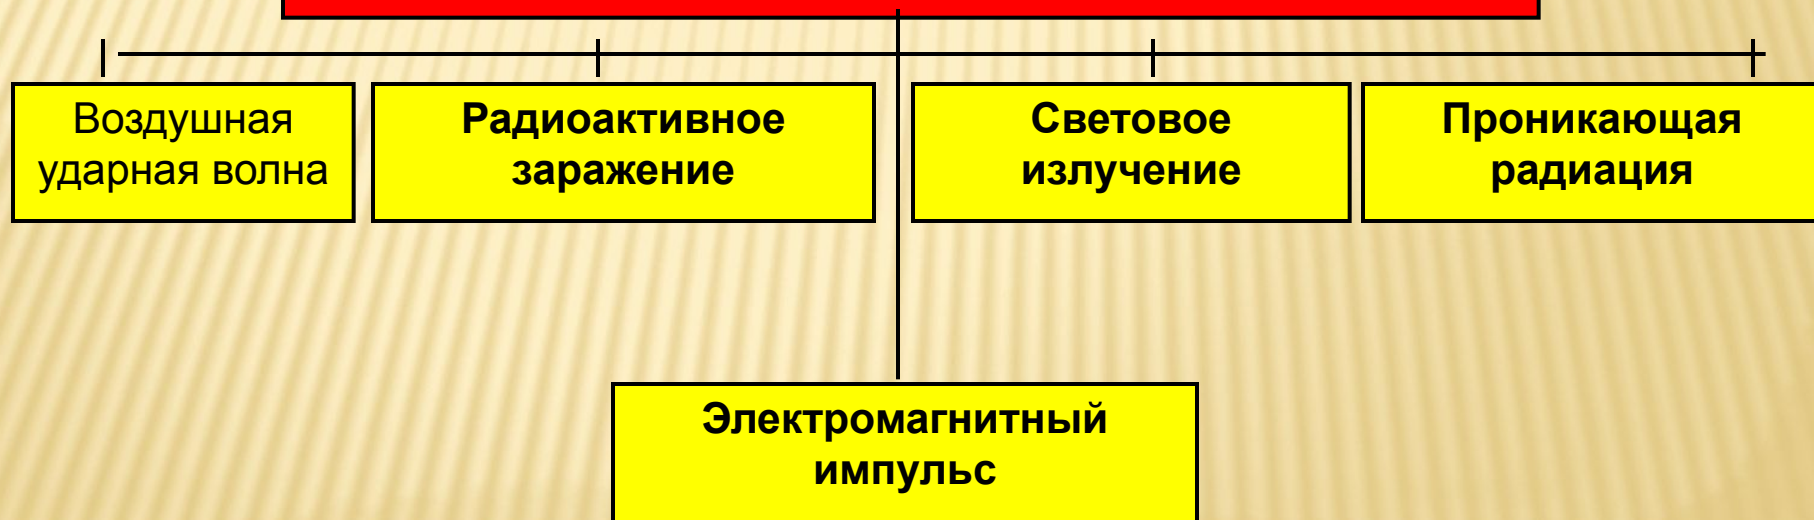 Воздушная
ударная волна
Радиоактивное
заражение
Световое
излучение
Проникающая
радиация
Электромагнитный
импульс